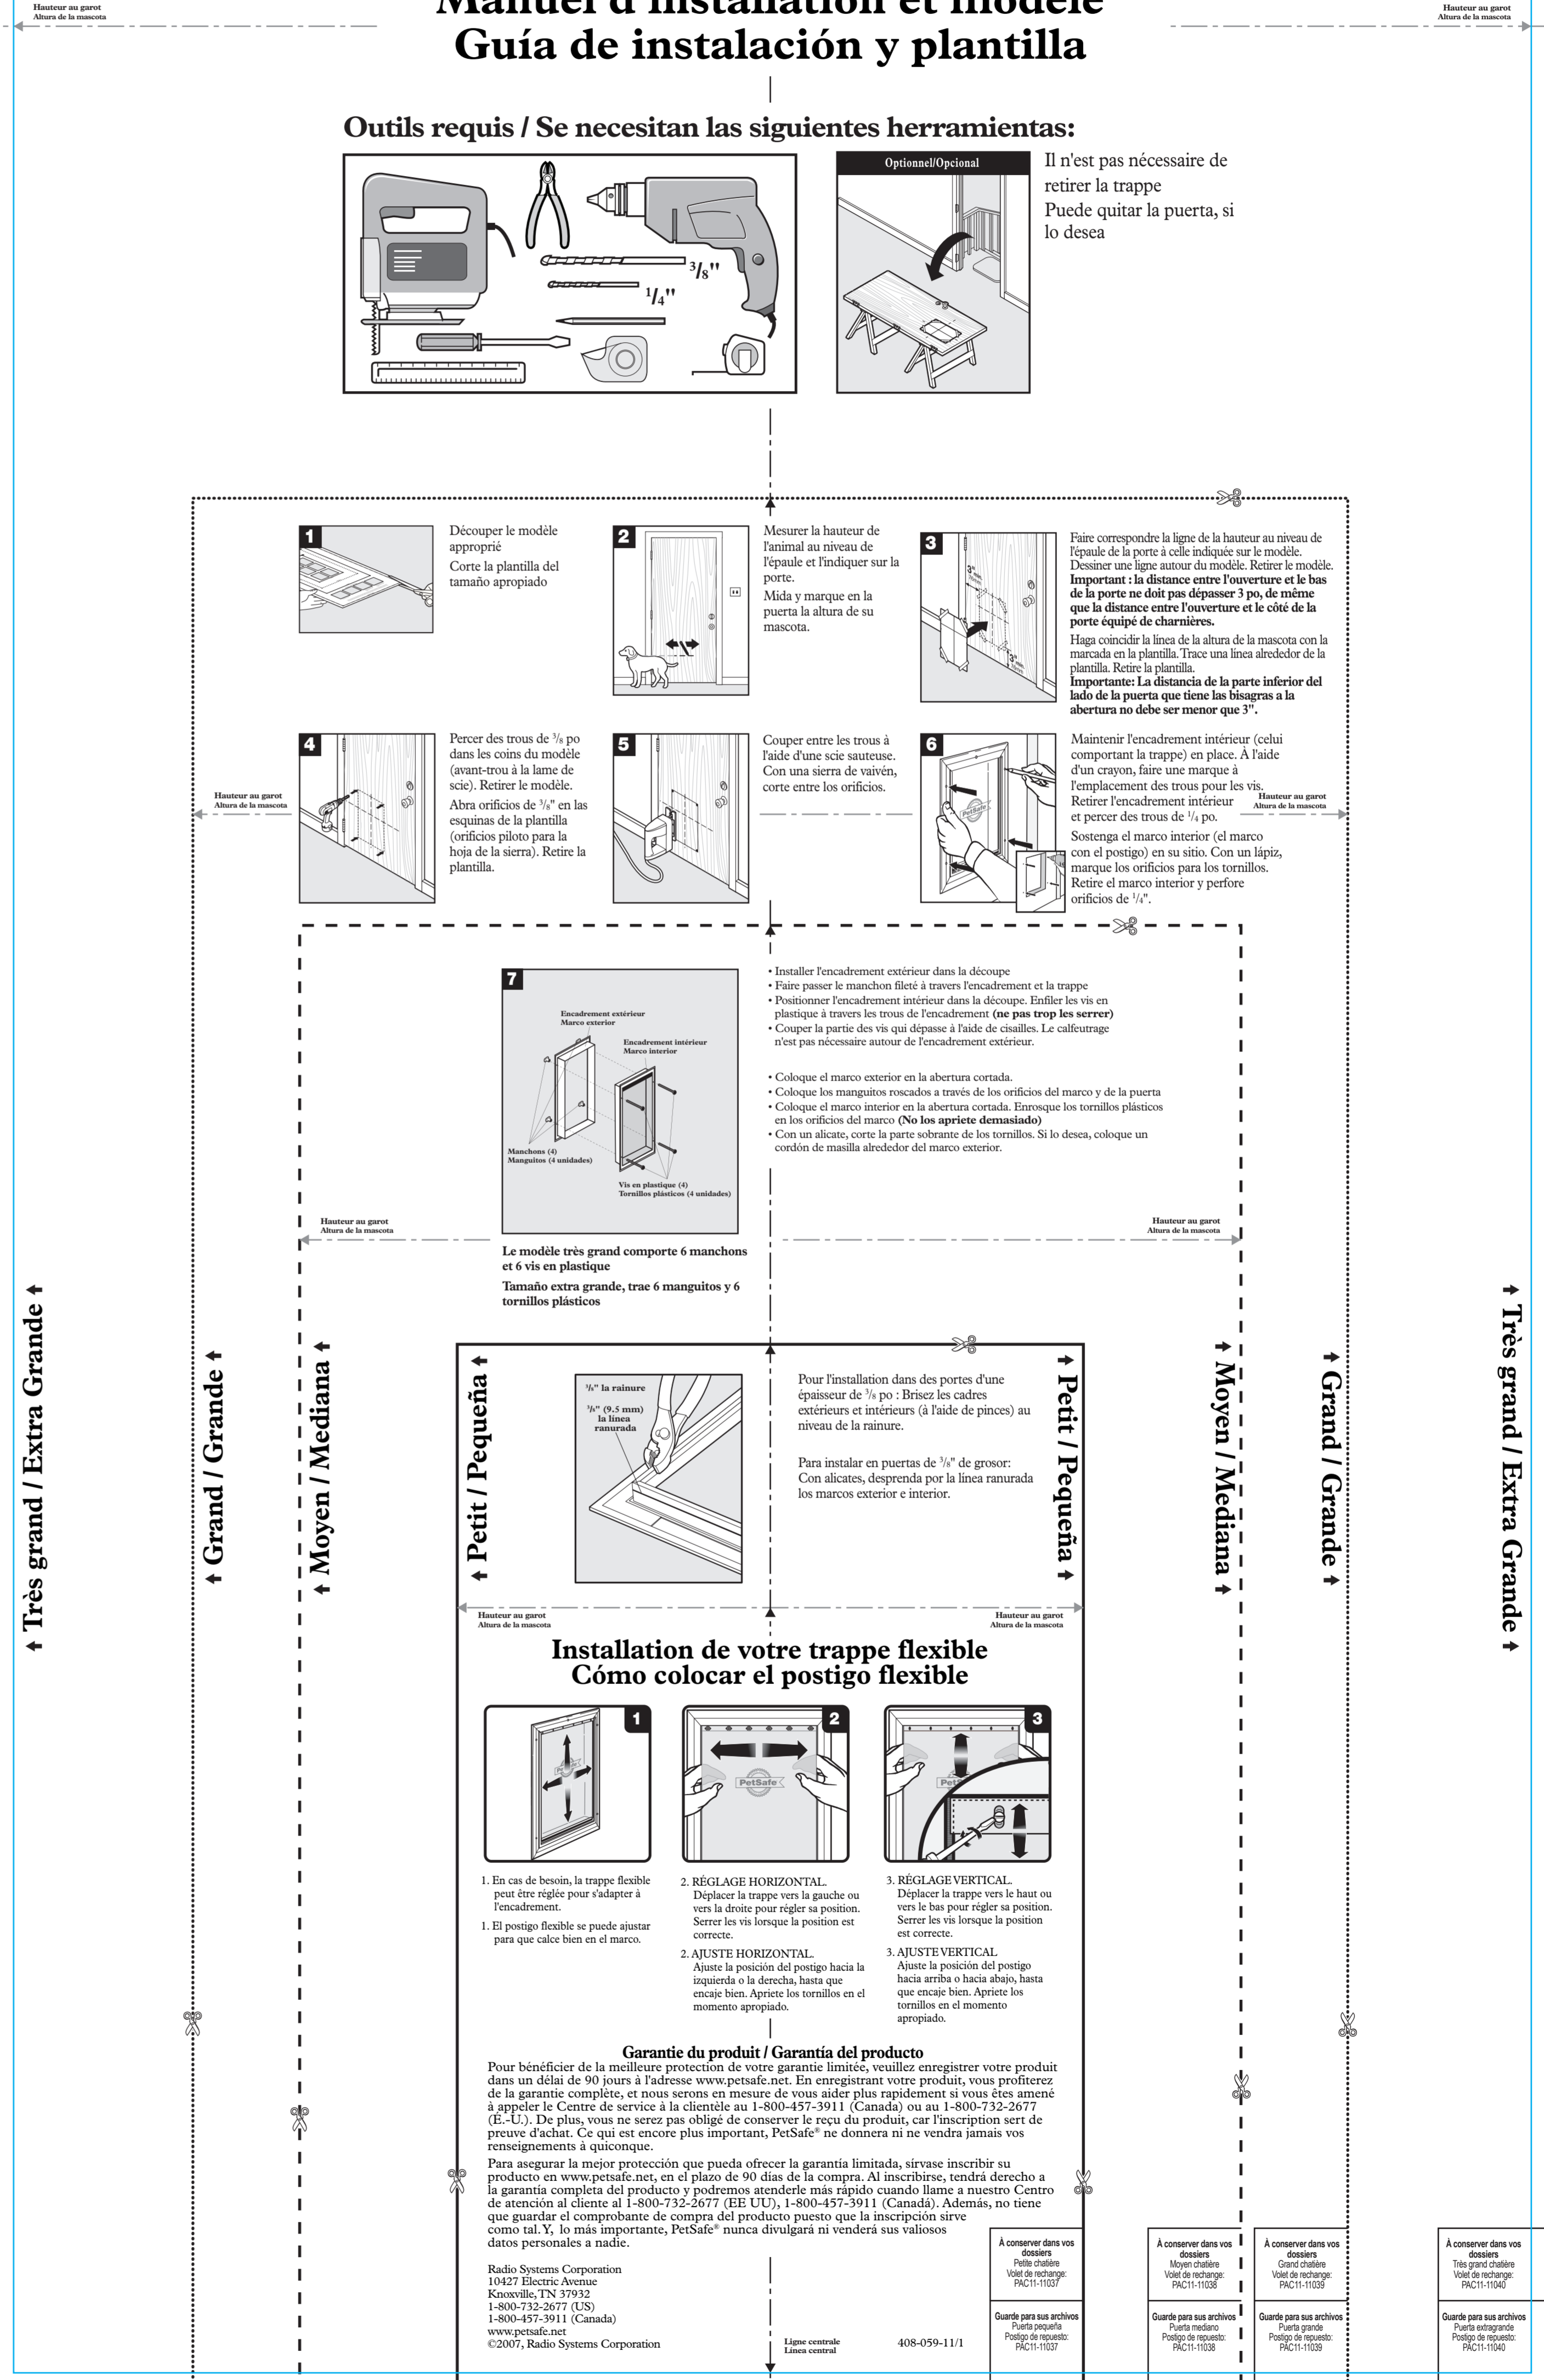 Hauteur au garot
Altura de la mascota
Hauteur au garot
Altura de la mascota
Manuel d'installation et modèle
Guía de instalación y plantilla
Outils requis / Se necesitan las siguientes herramientas:
3/8"
1/4"
Optionnel/Opcional
Il n'est pas nécessaire de
retirer la trappe
Puede quitar la puerta, si
lo desea
1
Découper le modèle
approprié
Corte la plantilla del
tamaño apropiado
2
Mesurer la hauteur de
l'animal au niveau de
l'épaule et l'indiquer sur la
porte.
Mida y marque en la
puerta la altura de su
mascota.
3
3" min.
3" min.
Faire correspondre la ligne de la hauteur au niveau de
l'épaule de la porte à celle indiquée sur le modèle.
Dessiner une ligne autour du modèle. Retirer le modèle.
Important : la distance entre l'ouverture et le bas
de la porte ne doit pas dépasser 3 po, de même
que la distance entre l'ouverture et le côté de la
porte équipé de charnières.
Haga coincidir la línea de la altura de la mascota con la
marcada en la plantilla. Trace una línea alrededor de la
plantilla. Retire la plantilla.
Importante: La distancia de la parte inferior del
lado de la puerta que tiene las bisagras a la
abertura no debe ser menor que 3".
Hauteur au garot
Altura de la mascota
4
Percer des trous de 3/8 po
dans les coins du modèle
(avant-trou à la lame de
scie). Retirer le modèle.
Abra orificios de 3/8" en las
esquinas de la plantilla
(orificios piloto para la
hoja de la sierra). Retire la
plantilla.
5
Couper entre les trous à
l'aide d'une scie sauteuse.
Con una sierra de vaivén,
corte entre los orificios.
6
PetSafe
Maintenir l'encadrement intérieur (celui
comportant la trappe) en place. À l'aide
d'un crayon, faire une marque à
l'emplacement des trous pour les vis.
Retirer l'encadrement intérieur
et percer des trous de 1/4 po.
Hauteur au garot
Altura de la mascota
Sostenga el marco interior (el marco
con el postigo) en su sitio. Con un lápiz,
marque los orificios para los tornillos.
Retire el marco interior y perfore
orificios de 1/4".
7
Encadrement extérieur
Marco exterior
Encadrement intérieur
Marco interior
Manchons (4)
Manguitos (4 unidades)
Vis en plastique (4)
Tornillos plásticos (4 unidades)
• Installer l'encadrement extérieur dans la découpe
• Faire passer le manchon fileté à travers l'encadrement et la trappe
• Positionner l'encadrement intérieur dans la découpe. Enfiler les vis en
plastique à travers les trous de l'encadrement (ne pas trop les serrer)
• Couper la partie des vis qui dépasse à l'aide de cisailles. Le calfeutrage
n'est pas nécessaire autour de l'encadrement extérieur.
• Coloque el marco exterior en la abertura cortada.
• Coloque los manguitos roscados a través de los orificios del marco y de la puerta
• Coloque el marco interior en la abertura cortada. Enrosque los tornillos plásticos
en los orificios del marco (No los apriete demasiado)
• Con un alicate, corte la parte sobrante de los tornillos. Si lo desea, coloque un
cordón de masilla alrededor del marco exterior.
Hauteur au garot
Altura de la mascota
Hauteur au garot
Altura de la mascota
Le modèle très grand comporte 6 manchons
et 6 vis en plastique
Tamaño extra grande, trae 6 manguitos y 6
tornillos plásticos
Très grand / Extra Grande
Grand / Grande
Moyen / Mediana
Petit / Pequeña
3/8" la rainure
3/8" (9.5 mm)
la línea
ranurada
Pour l'installation dans des portes d'une
épaisseur de 3/8 po : Brisez les cadres
extérieurs et intérieurs (à l'aide de pinces) au
niveau de la rainure.
Para instalar en puertas de 3/8" de grosor:
Con alicates, desprenda por la línea ranurada
los marcos exterior e interior.
Petit / Pequeña
Moyen / Mediana
Grand / Grande
Très grand / Extra Grande
Hauteur au garot
Altura de la mascota
Hauteur au garot
Altura de la mascota
Installation de votre trappe flexible
Cómo colocar el postigo flexible
1
2
PetSafe
3
PetS
1. En cas de besoin, la trappe flexible
peut être réglée pour s'adapter à
l'encadrement.
1. El postigo flexible se puede ajustar
para que calce bien en el marco.
2. RÉGLAGE HORIZONTAL.
Déplacer la trappe vers la gauche ou
vers la droite pour régler sa position.
Serrer les vis lorsque la position est
correcte.
2. AJUSTE HORIZONTAL.
Ajuste la posición del postigo hacia la
izquierda o la derecha, hasta que
encaje bien. Apriete los tornillos en el
momento apropiado.
3. RÉGLAGE VERTICAL.
Déplacer la trappe vers le haut ou
vers le bas pour régler sa position.
Serrer les vis lorsque la position
est correcte.
3. AJUSTE VERTICAL
Ajuste la posición del postigo
hacia arriba o hacia abajo, hasta
que encaje bien. Apriete los
tornillos en el momento
apropiado.
Garantie du produit / Garantía del producto
Pour bénéficier de la meilleure protection de votre garantie limitée, veuillez enregistrer votre produit
dans un délai de 90 jours à l'adresse www.petsafe.net. En enregistrant votre produit, vous profiterez
de la garantie complète, et nous serons en mesure de vous aider plus rapidement si vous êtes amené
à appeler le Centre de service à la clientèle au 1-800-457-3911 (Canada) ou au 1-800-732-2677
(É.-U.). De plus, vous ne serez pas obligé de conserver le reçu du produit, car l'inscription sert de
preuve d'achat. Ce qui est encore plus important, PetSafe® ne donnera ni ne vendra jamais vos
renseignements à quiconque.
Para asegurar la mejor protección que pueda ofrecer la garantía limitada, sírvase inscribir su
producto en www.petsafe.net, en el plazo de 90 días de la compra. Al inscribirse, tendrá derecho a
la garantía completa del producto y podremos atenderle más rápido cuando llame a nuestro Centro
de atención al cliente al 1-800-732-2677 (EE UU), 1-800-457-3911 (Canadá). Además, no tiene
que guardar el comprobante de compra del producto puesto que la inscripción sirve
como tal. Y, lo más importante, PetSafe® nunca divulgará ni venderá sus valiosos
datos personales a nadie.
Radio Systems Corporation
10427 Electric Avenue
Knoxville, TN 37932
1-800-732-2677 (US)
1-800-457-3911 (Canada)
www.petsafe.net
©2007, Radio Systems Corporation
Ligne centrale
Línea central
408-059-11/1
À conserver dans vos
dossiers
Petite chatière
Volet de rechange:
PAC11-11037
Guarde para sus archivos
Puerta pequeña
Postigo de repuesto:
PAC11-11037
À conserver dans vos
dossiers
Moyen chatière
Volet de rechange:
PAC11-11038
Guarde para sus archivos
Puerta mediano
Postigo de repuesto:
PAC11-11038
À conserver dans vos
dossiers
Grand chatière
Volet de rechange:
PAC11-11039
Guarde para sus archivos
Puerta grande
Postigo de repuesto:
PAC11-11039
À conserver dans vos
dossiers
Très grand chatière
Volet de rechange:
PAC11-11040
Guarde para sus archivos
Puerta extragrande
Postigo de repuesto:
PAC11-11040